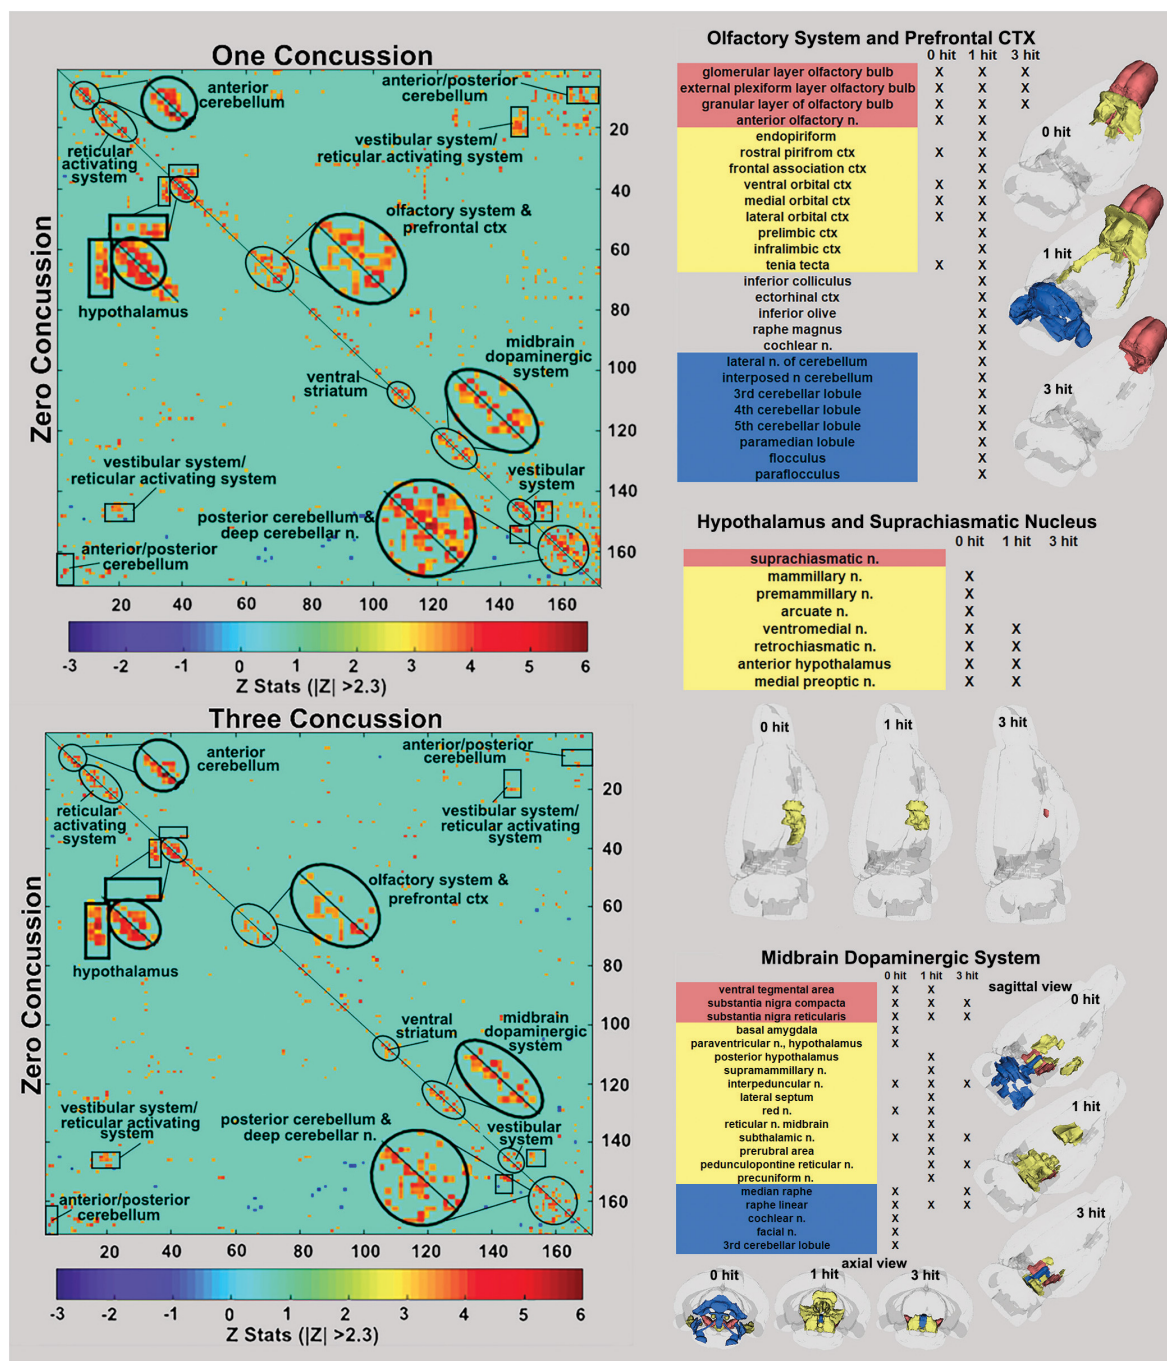 One Concussion
anterior
cerebellum
anterior/posterior
cerebellum
reticular
activating
system
vestibular system/
reticular activating system
olfactory system &
prefrontal ctx
hypothalamus
midbrain
dopaminergic
system
ventral
striatum
vestibular system/
reticular activating system
vestibular
system
posterior cerebellum &
deep cerebellar n.
anterior/posterior
cerebellum
Zero Concussion
20
40
60
80
100
120
140
160
20 40 60 80 100 120 140 160
-3 -2 -1 0 1 2 3 4 5 6
Z Stats (|Z| >2.3)
Three Concussion
anterior
cerebellum
anterior/posterior
cerebellum
reticular
activating
system
vestibular system/
reticular activating
system
olfactory system &
prefrontal ctx
hypothalamus
ventral
striatum
midbrain
dopaminergic
system
vestibular system/
reticular activating
system
posterior cerebellum &
deep cerebellar n.
vestibular
system
anterior/posterior
cerebellum
Zero Concussion
20
40
60
80
100
120
140
160
20 40 60 80 100 120 140 160
-3 -2 -1 0 1 2 3 4 5 6
Z Stats (|Z| >2.3)
Olfactory System and Prefrontal CTX
0 hit 1 hit 3 hit
glomerular layer olfactory bulb X X X
external plexiform layer olfactory bulb X X X
granular layer of olfactory bulb X X X
anterior olfactory n. X X
endopiriform X
rostral pirifrom ctx X X
frontal association ctx X
ventral orbital ctx X X
medial orbital ctx X X
lateral orbital ctx X X
prelimbic ctx X
infralimbic ctx X
tenia tecta X X
inferior colliculus X
ectorhinal ctx X
inferior olive X
raphe magnus X
cochlear n. X
lateral n. of cerebellum X
interposed n cerebellum X
3rd cerebellar lobule X
4th cerebellar lobule X
5th cerebellar lobule X
paramedian lobule X
flocculus X
paraflocculus X
0 hit
1 hit
3 hit
Hypothalamus and Suprachiasmatic Nucleus
0 hit 1 hit 3 hit
suprachiasmatic n.
mammillary n. X
premammillary n. X
arcuate n. X
ventromedial n. X X
retrochiasmatic n. X X
anterior hypothalamus X X
medial preoptic n. X X
0 hit
1 hit
3 hit
Midbrain Dopaminergic System
0 hit 1 hit 3 hit
ventral tegmental area X X
substantia nigra compacta X X X
substantia nigra reticularis X X X
basal amygdala X
paraventricular n., hypothalamus X
posterior hypothalamus X
supramammillary n. X
interpeduncular n. X X X
lateral septum X
red n. X X
reticular n. midbrain X
subthalamic n. X X X
prerubral area X
pedunculopontine reticular n. X X
precuniform n. X
median raphe X X
raphe linear X X X
cochlear n. X
facial n. X
3rd cerebellar lobule X
sagittal view
0 hit
1 hit
3 hit
axial view
0 hit 1 hit 3 hit